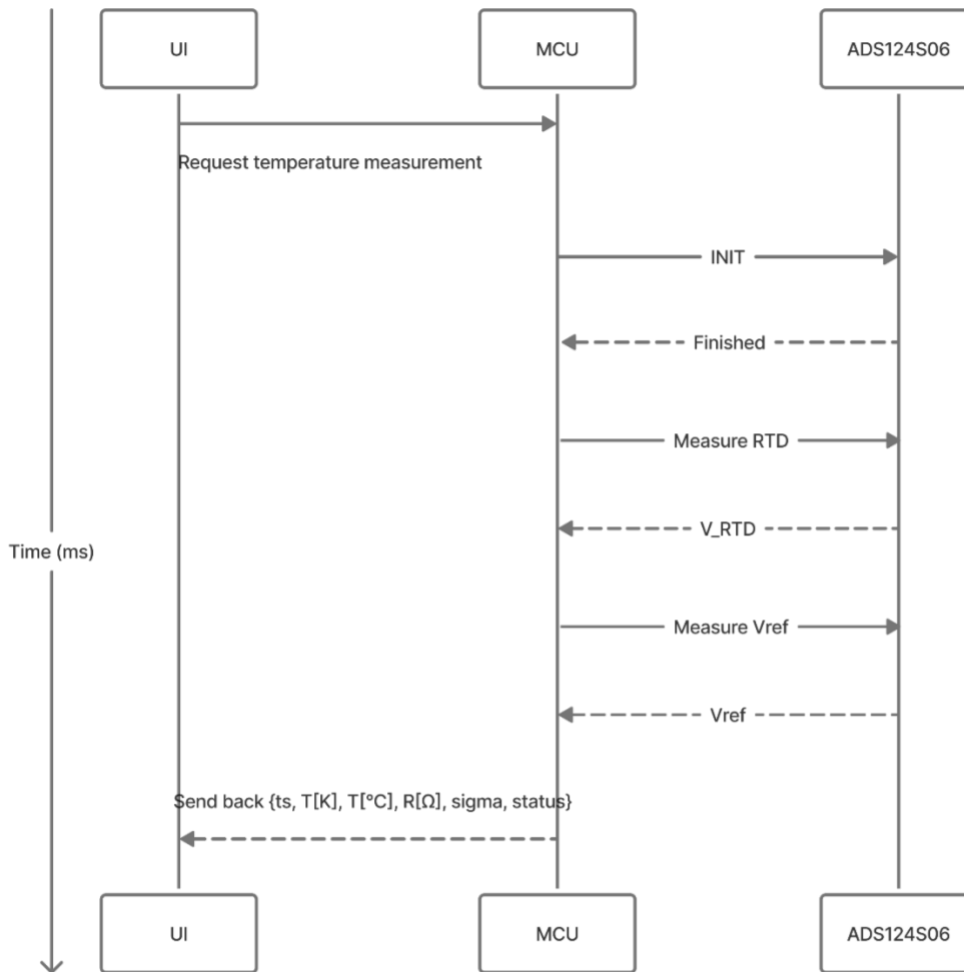 UI
MCU
ADS124S06
Request temperature measurement
INIT
Finished
Measure RTD
V_RTD
Time (ms)
Measure Vref
Vref
Send back {ts, T[K], T[°C], R[Ω], sigma, status}
UI
MCU
ADS124S06